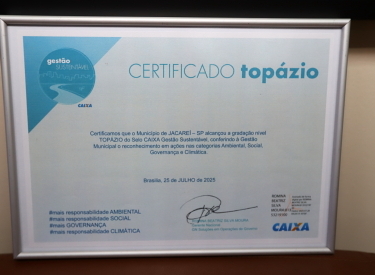 gestão
SUSTENTÁVEL
CAIXA
CERTIFICADO topázio
Certificamos que o Município de JACAREÍ – SP alcançou a gradação nível
TOPÁZIO do Selo CAIXA Gestão Sustentável, conferindo à Gestão
Municipal o reconhecimento em ações nas categorias Ambiental, Social,
Governança e Climática.
Brasília, 25 de JULHO de 2025
#mais responsabilidade AMBIENTAL
#mais responsabilidade SOCIAL
#mais GOVERNANÇA
#mais responsabilidade CLIMÁTICA
BEATRIZ
SILVA
CAIXA